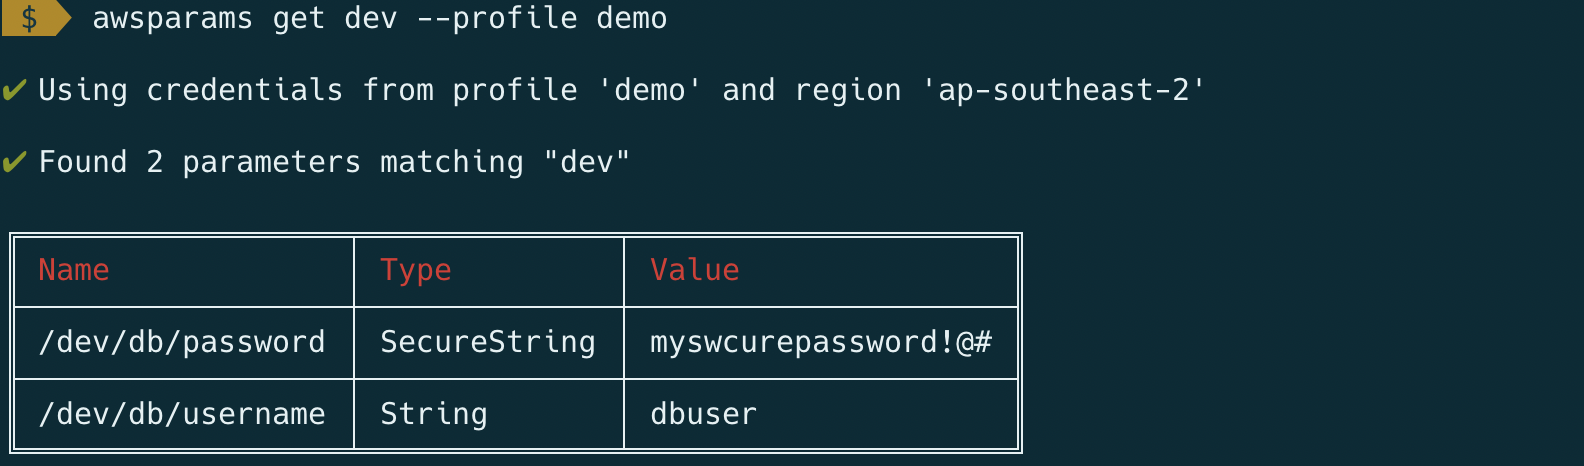 $ awsparams get dev --profile demo
✔ Using credentials from profile 'demo' and region 'ap-southeast-2'
✔ Found 2 parameters matching "dev"
Name Type Value
/dev/db/password SecureString myswcurepassword!@#
/dev/db/username String dbuser